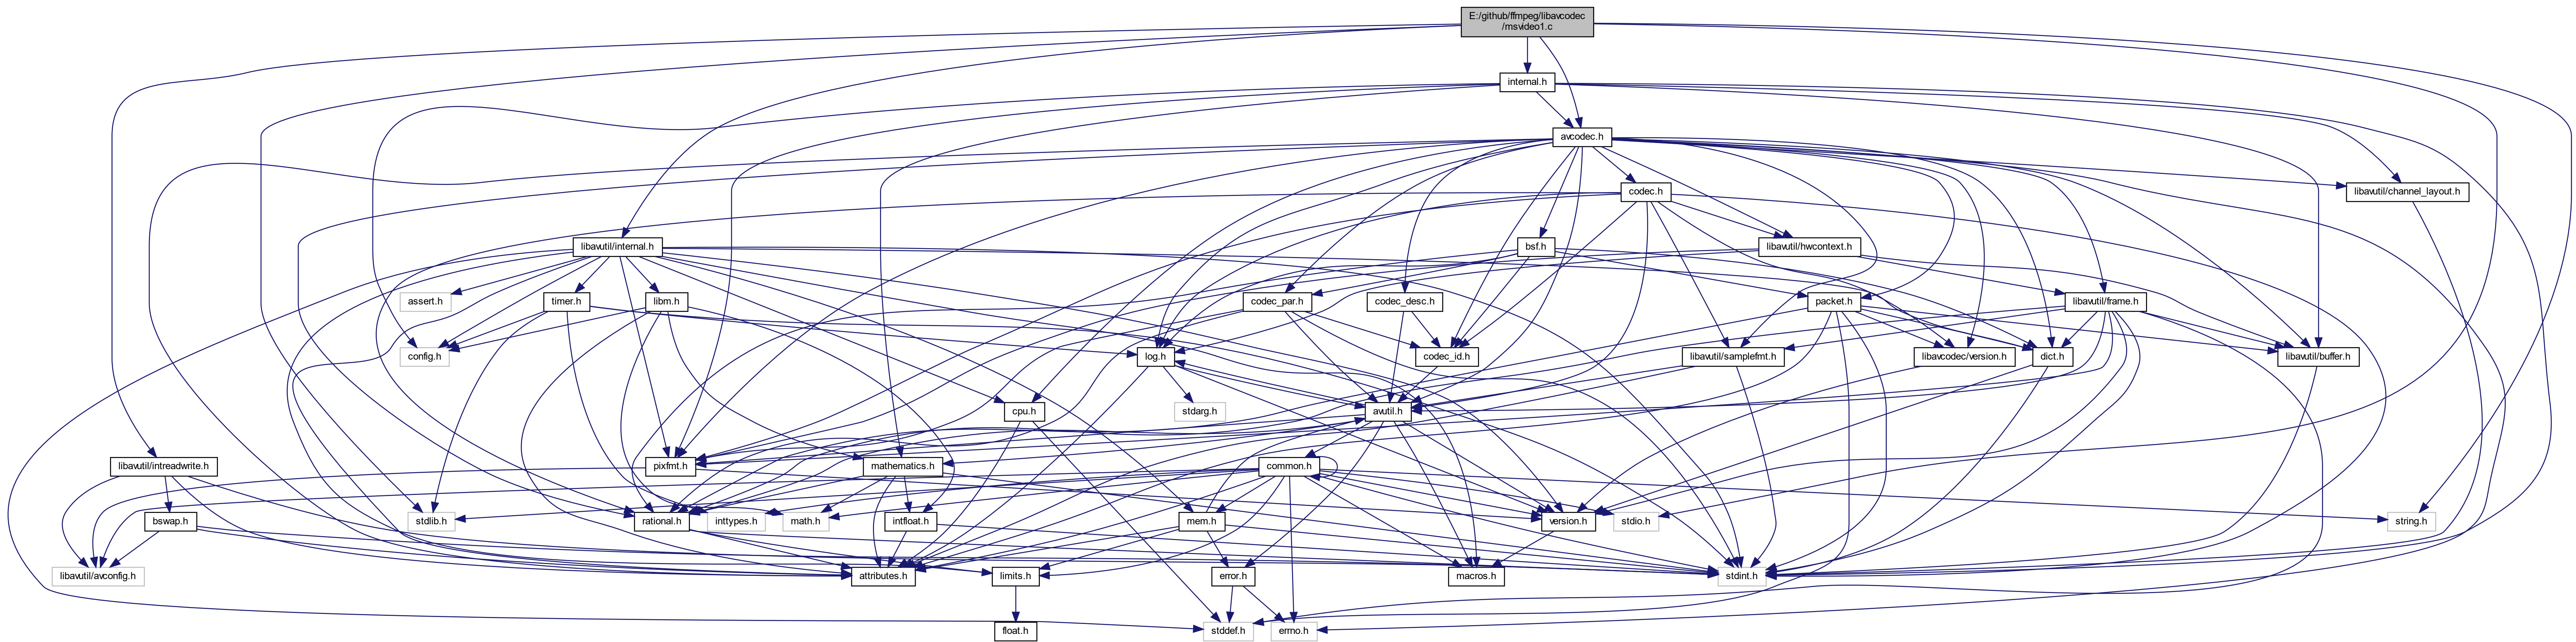 E:/github/ffmpeg/libavcodec
/msvideo1.c
internal.h
avcodec.h
codec.h
libavutil/channel_layout.h
libavutil/internal.h
bsf.h
libavutil/hwcontext.h
assert.h
timer.h
libm.h
codec_par.h
codec_desc.h
packet.h
libavutil/frame.h
config.h
log.h
codec_id.h
libavutil/samplefmt.h
libavcodec/version.h
dict.h
libavutil/buffer.h
stdarg.h
cpu.h
avutil.h
libavutil/intreadwrite.h
pixfmt.h
mathematics.h
common.h
bswap.h
stdlib.h
rational.h
inttypes.h
math.h
intfloat.h
mem.h
version.h
stdio.h
string.h
libavutil/avconfig.h
attributes.h
limits.h
error.h
macros.h
stdint.h
float.h
stddef.h
errno.h